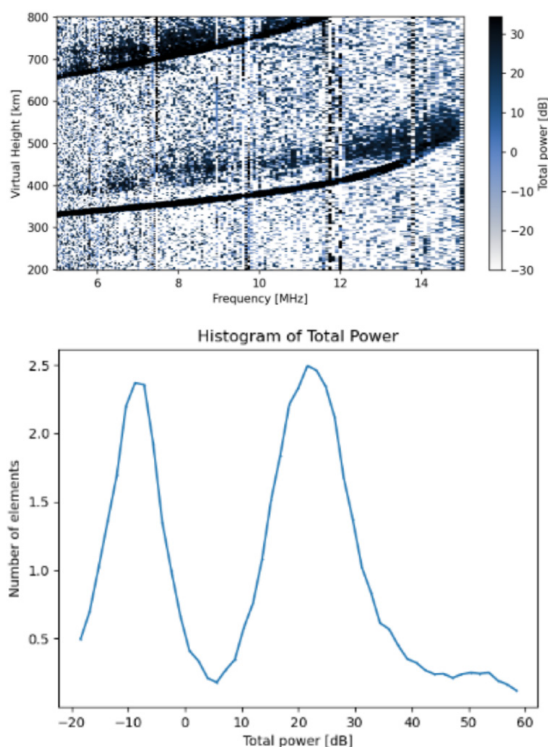 800
700
600
500
400
300
200
Virtual Height [km]
6 8 10 12 14
Frequency [MHz]
30
20
10
0
−10
−20
−30
Total power [dB]
Histogram of Total Power
2.5
2.0
1.5
1.0
0.5
Number of elements
−20 −10 0 10 20 30 40 50 60
Total power [dB]